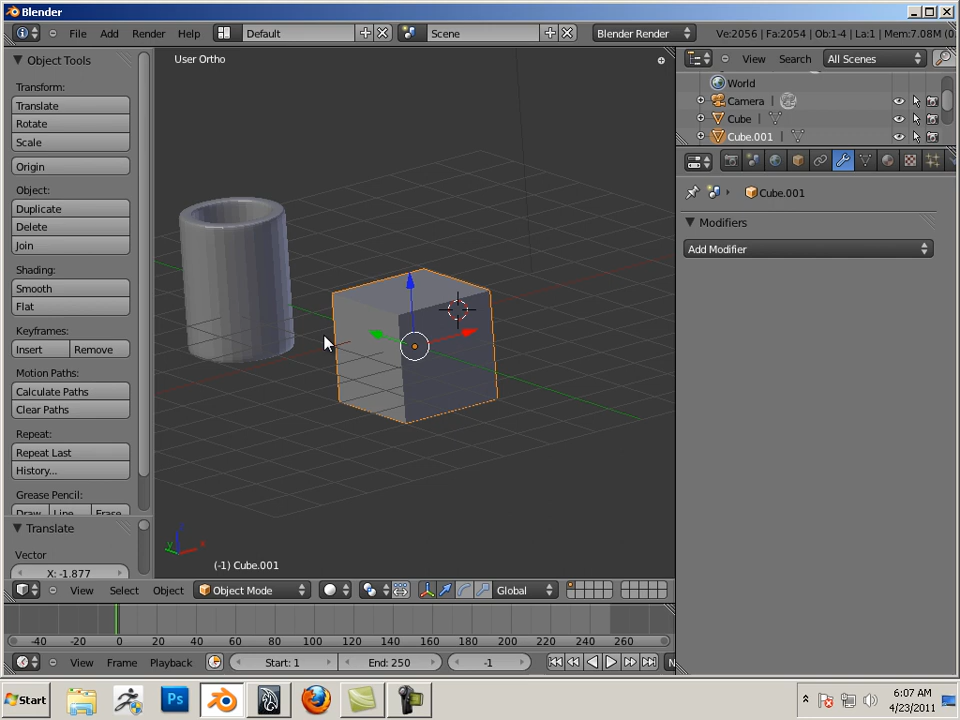 Blender
File Add Render Help Default Scene Blender Render Ve:2056 | Fa:2054 | Ob:1-4 | La:1 | Mem:7.08M (0
Object Tools
Transform:
Translate
Rotate
Scale
Origin
Object:
Duplicate
Delete
Join
Shading:
Smooth
Flat
Keyframes:
Insert Remove
Motion Paths:
Calculate Paths
Clear Paths
Repeat:
Repeat Last
History...
Grease Pencil:
Draw Line Erase
Translate
Vector
X: -1.877
User Ortho
(-1) Cube.001
View Select Object Object Mode Global
View Search All Scenes
World
Camera
Cube
Cube.001
Cube.001
Modifiers
Add Modifier
-40 -20 0 20 40 60 80 100 120 140 160 180 200 220 240 260
View Frame Playback Start: 1 End: 250 -1 N
Start Ps 6:07 AM
4/23/2011